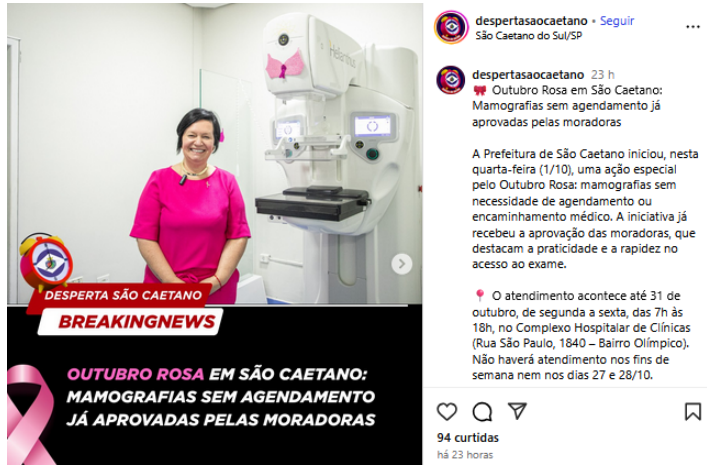 Helianthus
DESPERTA SÃO CAETANO
BREAKINGNEWS
OUTUBRO ROSA EM SÃO CAETANO:
MAMOGRAFIAS SEM AGENDAMENTO
JÁ APROVADAS PELAS MORADORAS
despertasaocaetano • Seguir
São Caetano do Sul/SP
despertasaocaetano 23 h
🎀 Outubro Rosa em São Caetano:
Mamografias sem agendamento já
aprovadas pelas moradoras
A Prefeitura de São Caetano iniciou, nesta
quarta-feira (1/10), uma ação especial
pelo Outubro Rosa: mamografias sem
necessidade de agendamento ou
encaminhamento médico. A iniciativa já
recebeu a aprovação das moradoras, que
destacam a praticidade e a rapidez no
acesso ao exame.
📍 O atendimento acontece até 31 de
outubro, de segunda a sexta, das 7h às
18h, no Complexo Hospitalar de Clínicas
(Rua São Paulo, 1840 – Bairro Olímpico).
Não haverá atendimento nos fins de
semana nem nos dias 27 e 28/10.
94 curtidas
há 23 horas